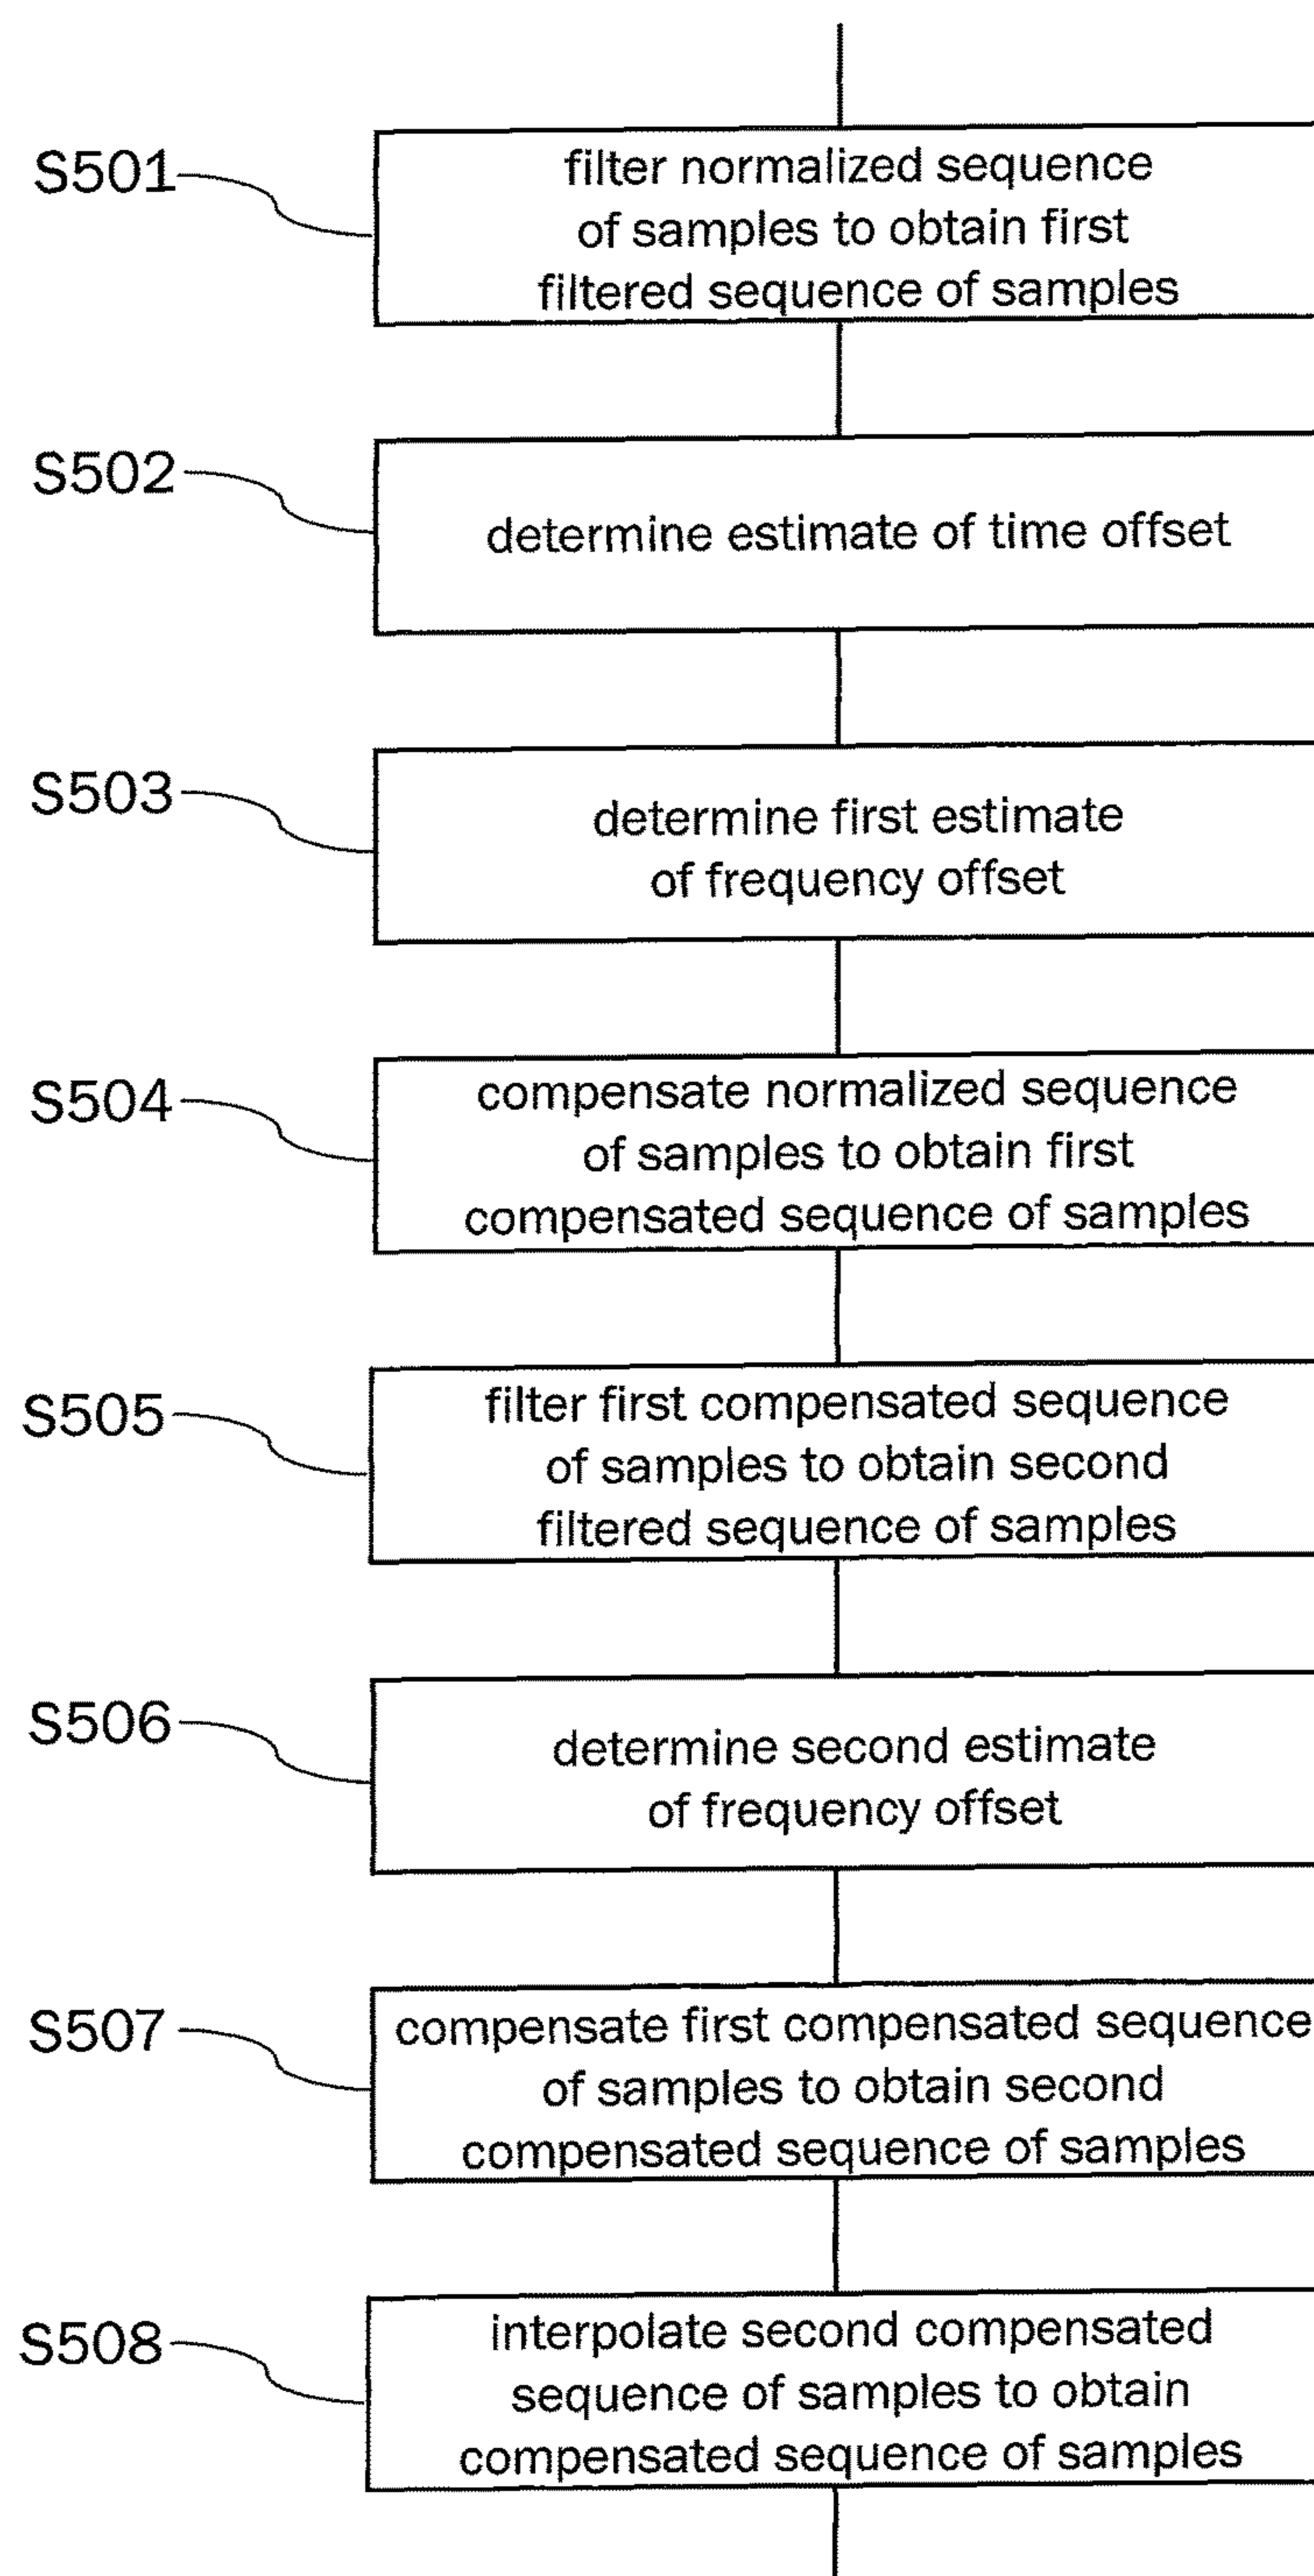 S501
filter normalized sequence
of samples to obtain first
filtered sequence of samples
S502
determine estimate of time offset
S503
determine first estimate
of frequency offset
S504
compensate normalized sequence
of samples to obtain first
compensated sequence of samples
S505
filter first compensated sequence
of samples to obtain second
filtered sequence of samples
S506
determine second estimate
of frequency offset
S507
compensate first compensated sequence
of samples to obtain second
compensated sequence of samples
S508
interpolate second compensated
sequence of samples to obtain
compensated sequence of samples